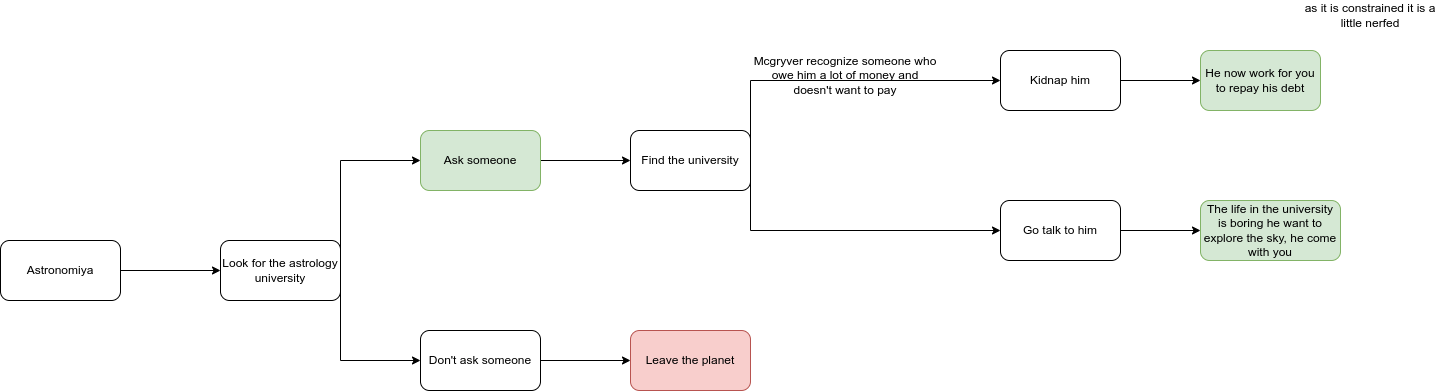 as it is constrained it is a
little nerfed
Mcgryver recognize someone who
owe him a lot of money and
doesn't want to pay
Kidnap him
He now work for you
to repay his debt
Ask someone
Find the university
Go talk to him
The life in the university
is boring he want to
explore the sky, he come
with you
Astronomiya
Look for the astrology
university
Don't ask someone
Leave the planet